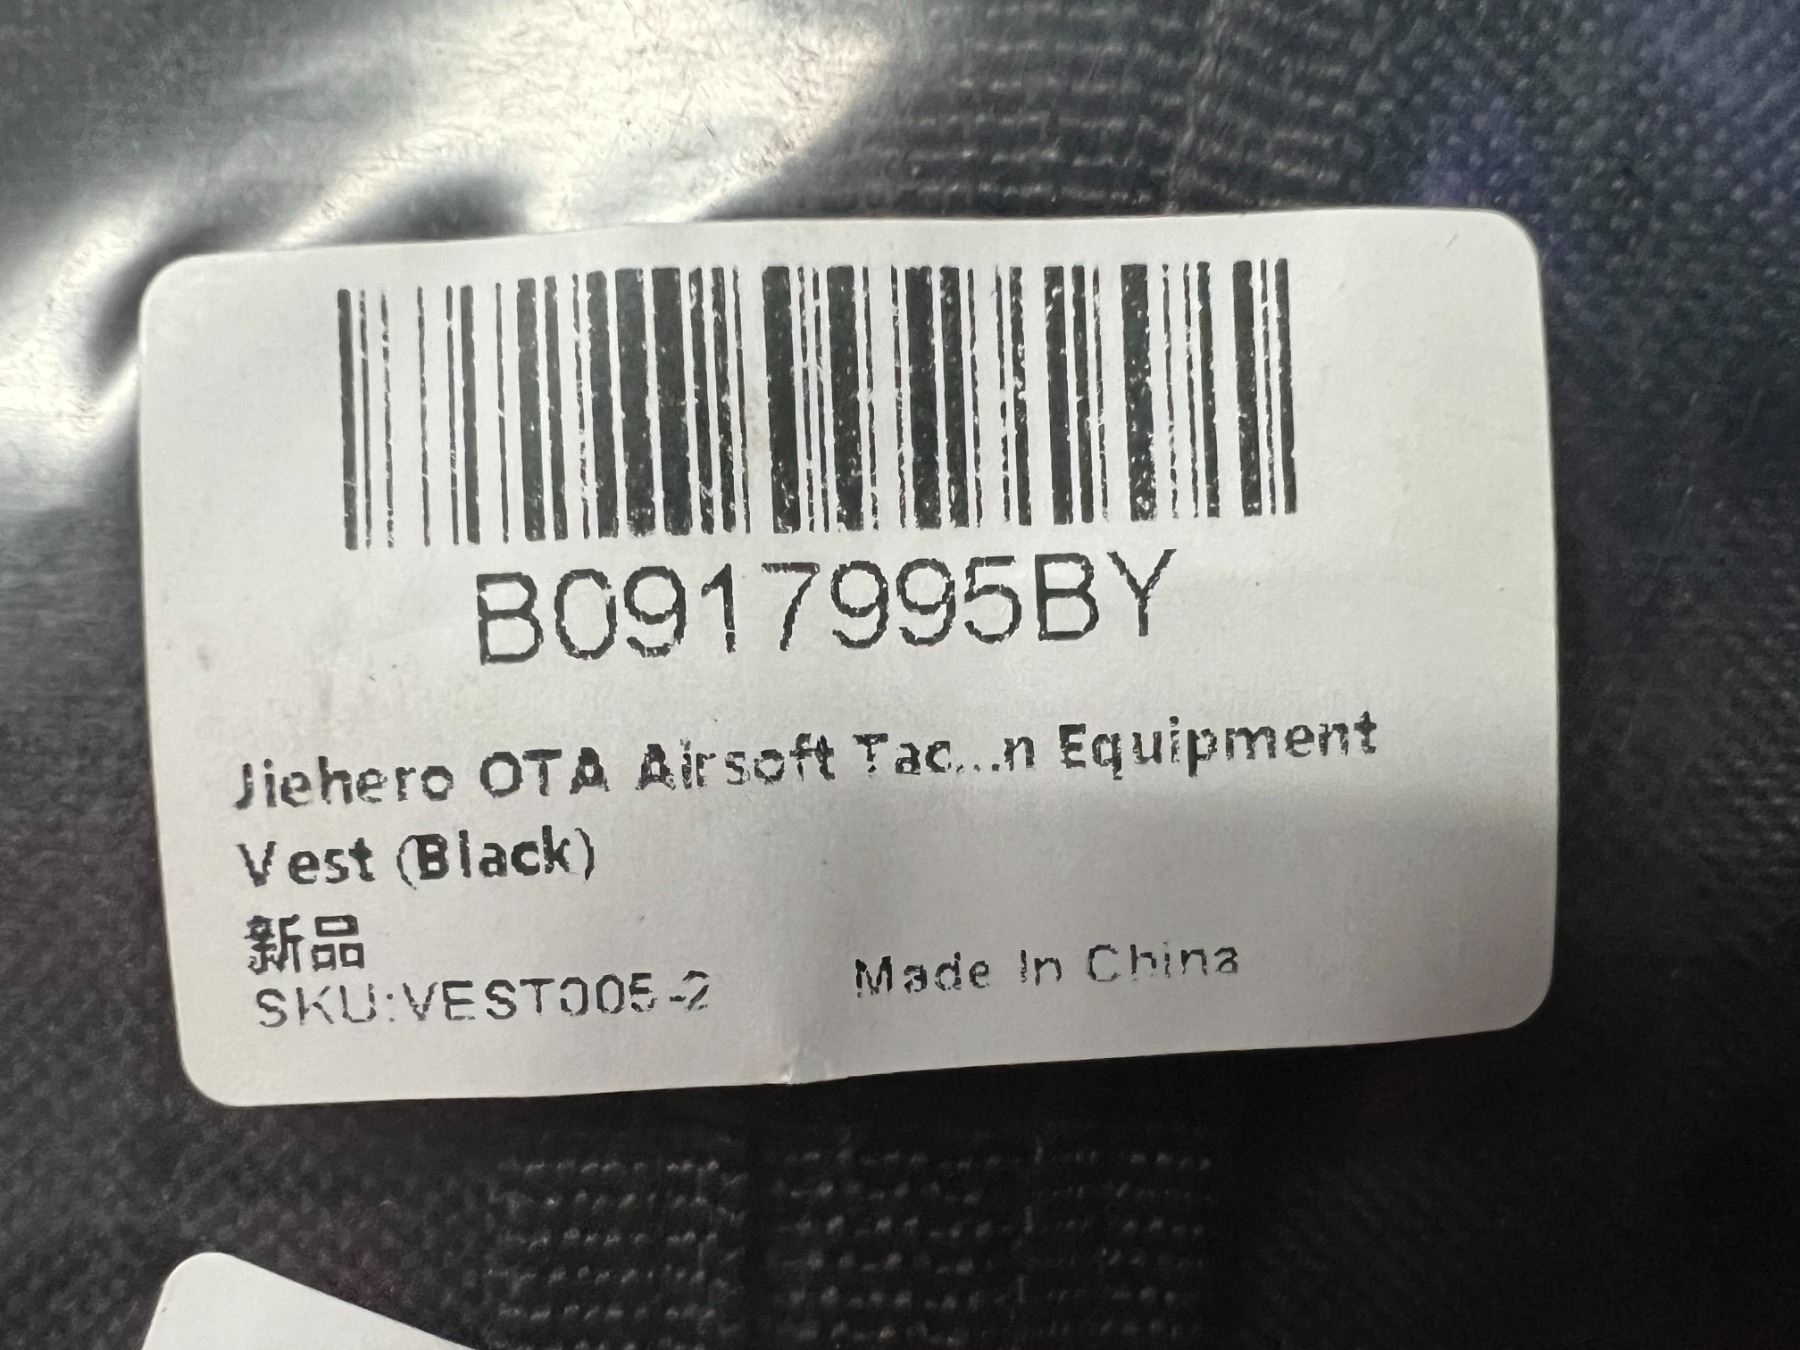 B0917995BY
Jiehero OTA Airsoft Tac...n Equipment
Vest (Black)
新品
SKU:VEST005-2 Made In China